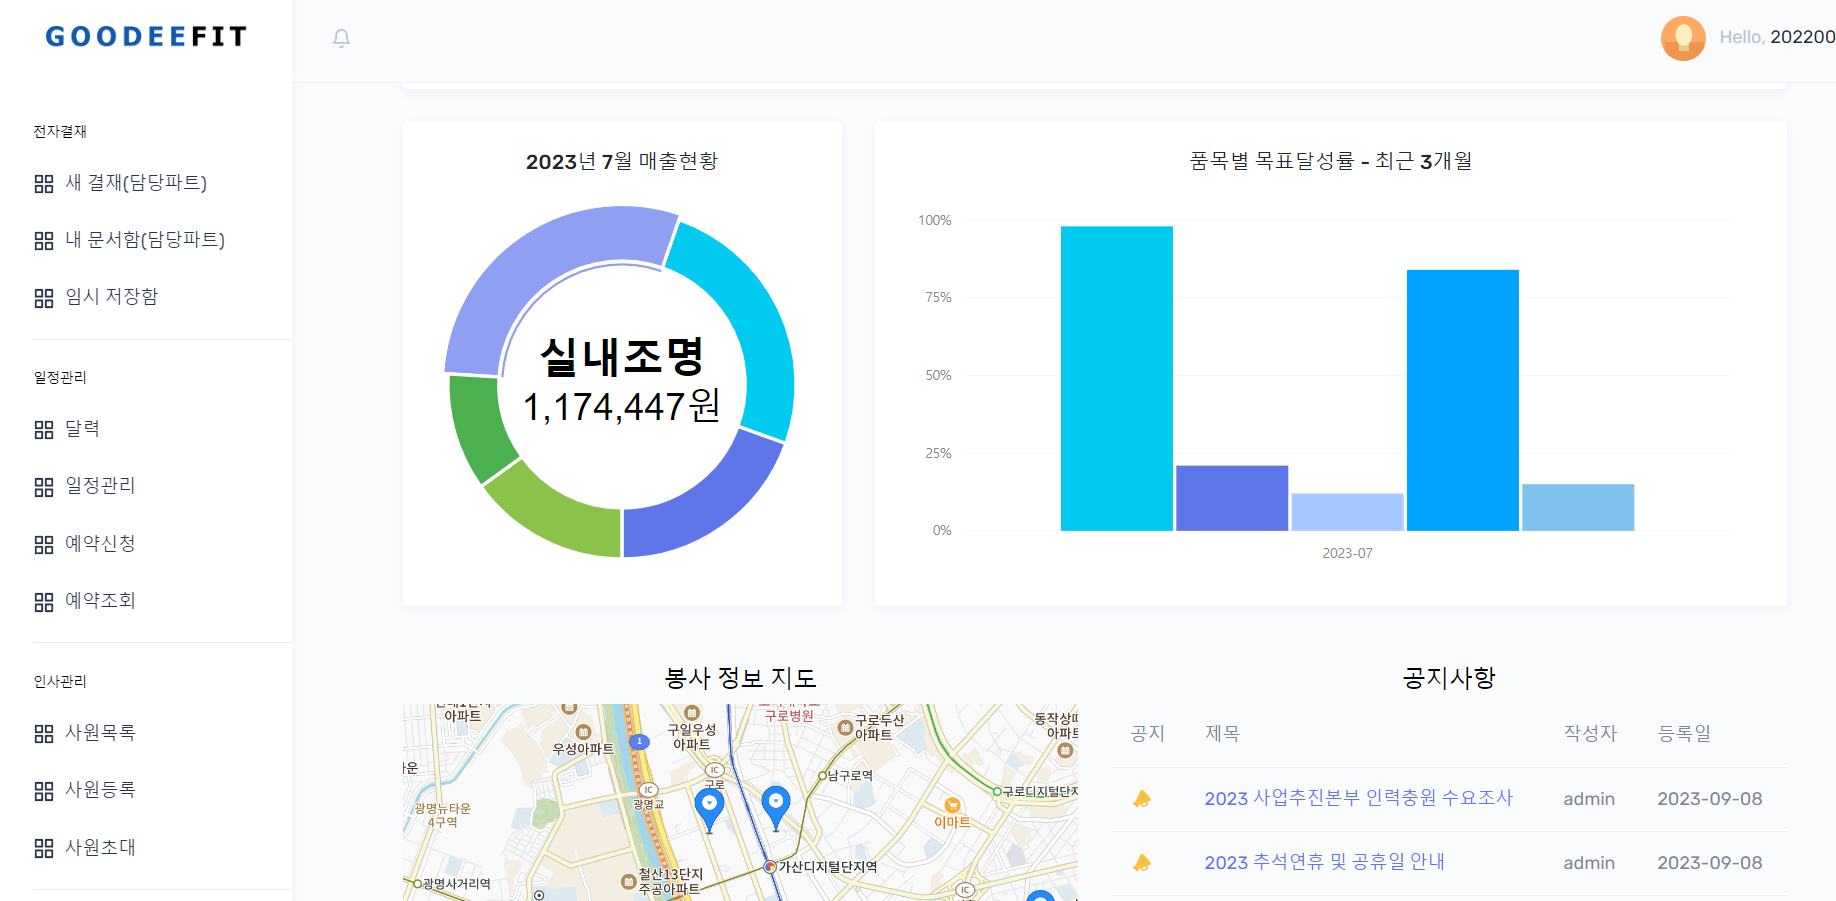 GOODEEFIT
Hello, 202200
전자결재
새 결재(담당파트)
내 문서함(담당파트)
임시 저장함
일정관리
달력
일정관리
예약신청
예약조회
인사관리
사원목록
사원등록
사원초대
2023년 7월 매출현황
실내조명
1,174,447원
품목별 목표달성률 - 최근 3개월
100%
75%
50%
25%
0%
2023-07
봉사 정보 지도
아파트
우성아파트
1
구일우성
아파트
구로병원
구로두산
아파트
IC
구로
IC
광명교
남구로역
구로디지털단지
이마트
광명뉴타운
4구역
가산디지털단지역
철산13단지
주공아파트
광명사거리역
IC
공지사항
공지 제목 작성자 등록일
2023 사업추진본부 인력충원 수요조사 admin 2023-09-08
2023 추석연휴 및 공휴일 안내 admin 2023-09-08